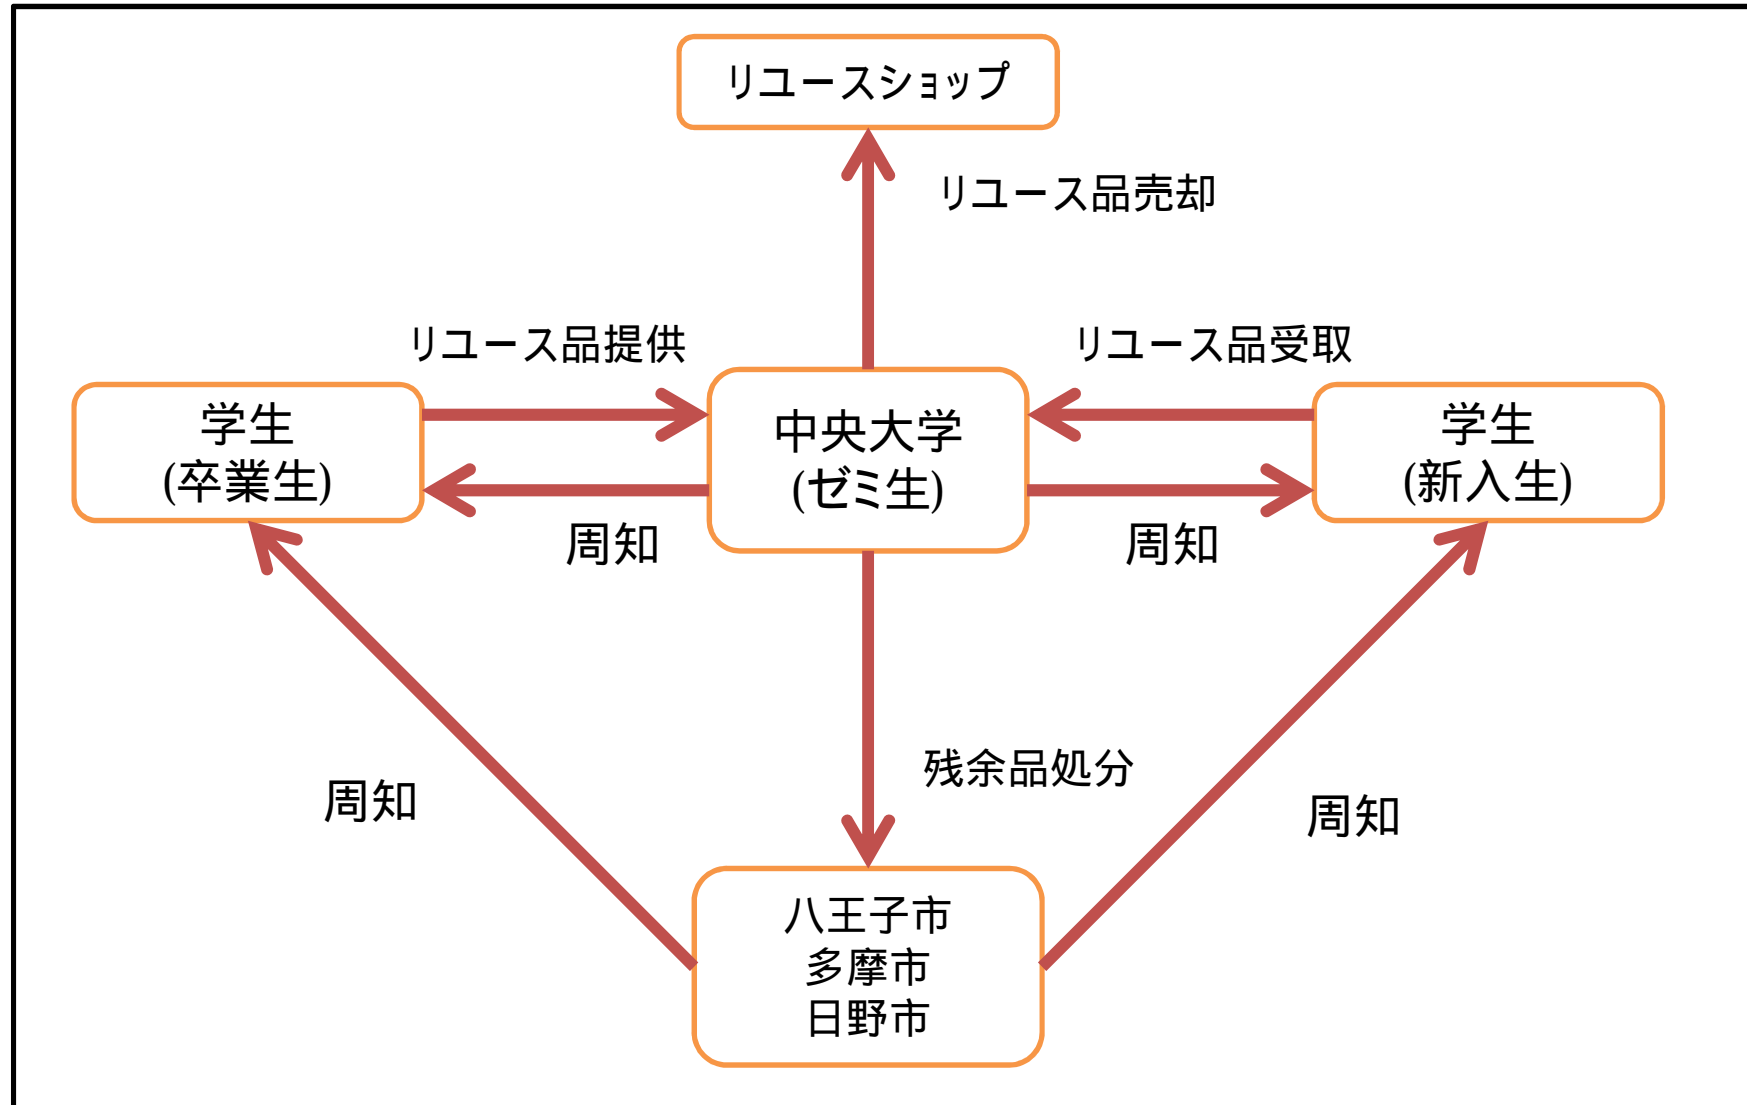 リユースショップ
リユース品売却
リユース品提供
リユース品受取
学生
(卒業生)
中央大学
(ゼミ生)
学生
(新入生)
周知
周知
残余品処分
周知
周知
八王子市
多摩市
日野市